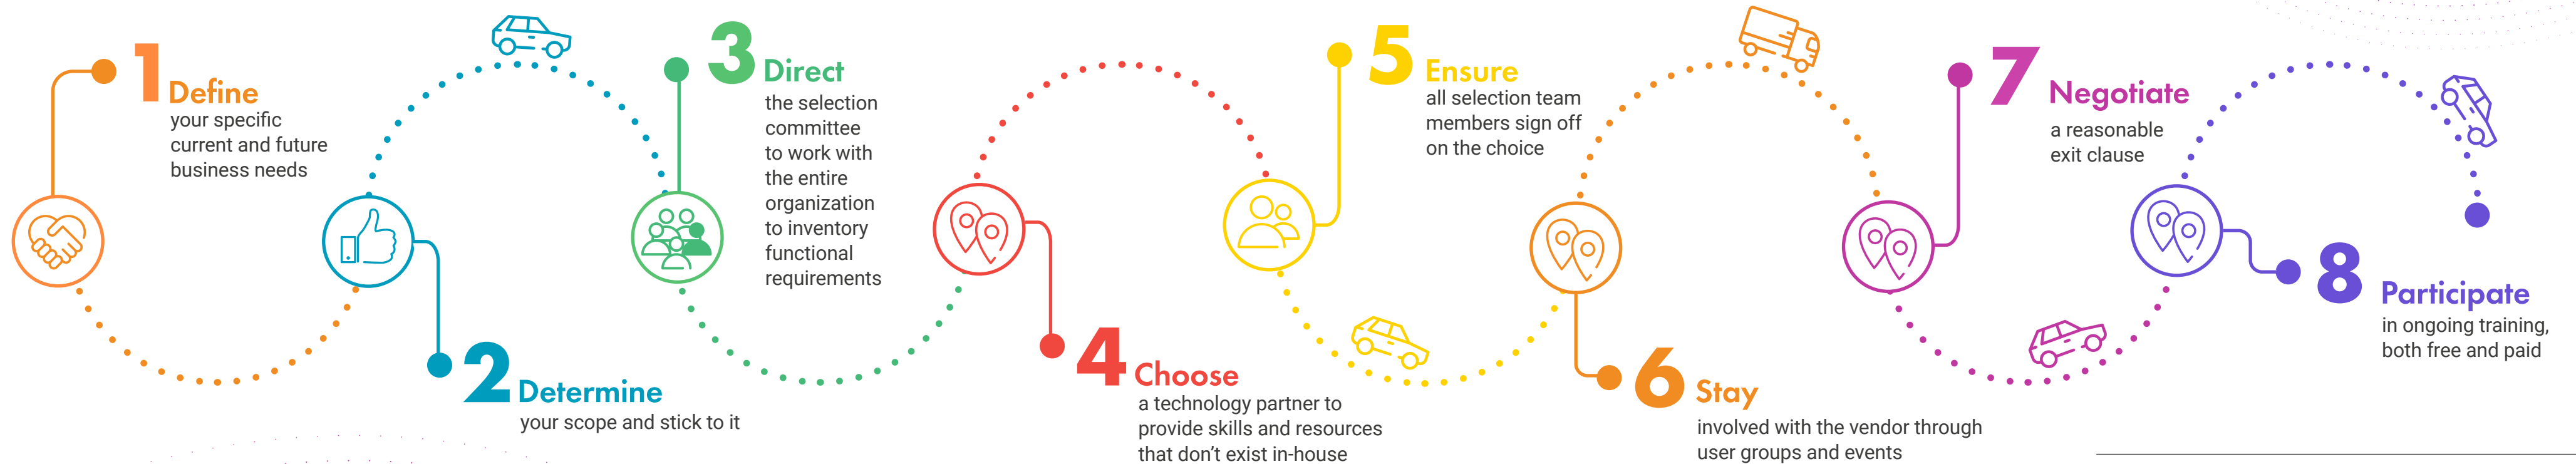 1 Define
your specific
current and future
business needs
2 Determine
your scope and stick to it
3 Direct
the selection
committee
to work with
the entire
organization
to inventory
functional
requirements
4 Choose
a technology partner to
provide skills and resources
that don't exist in-house
5 Ensure
all selection team
members sign off
on the choice
6 Stay
involved with the vendor through
user groups and events
7 Negotiate
a reasonable
exit clause
8 Participate
in ongoing training,
both free and paid